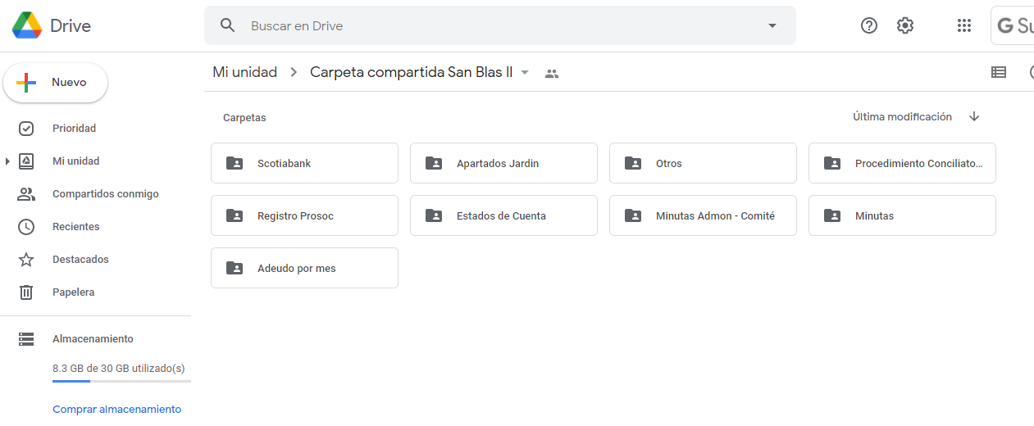 Drive
Buscar en Drive
G Su
Nuevo
Mi unidad > Carpeta compartida San Blas II
Prioridad
Mi unidad
Compartidos conmigo
Recientes
Destacados
Papelera
Almacenamiento
8.3 GB de 30 GB utilizado(s)
Comprar almacenamiento
Carpetas
Última modificación
Scotiabank
Apartados Jardin
Otros
Procedimiento Conciliato...
Registro Prosoc
Estados de Cuenta
Minutas Admon - Comité
Minutas
Adeudo por mes